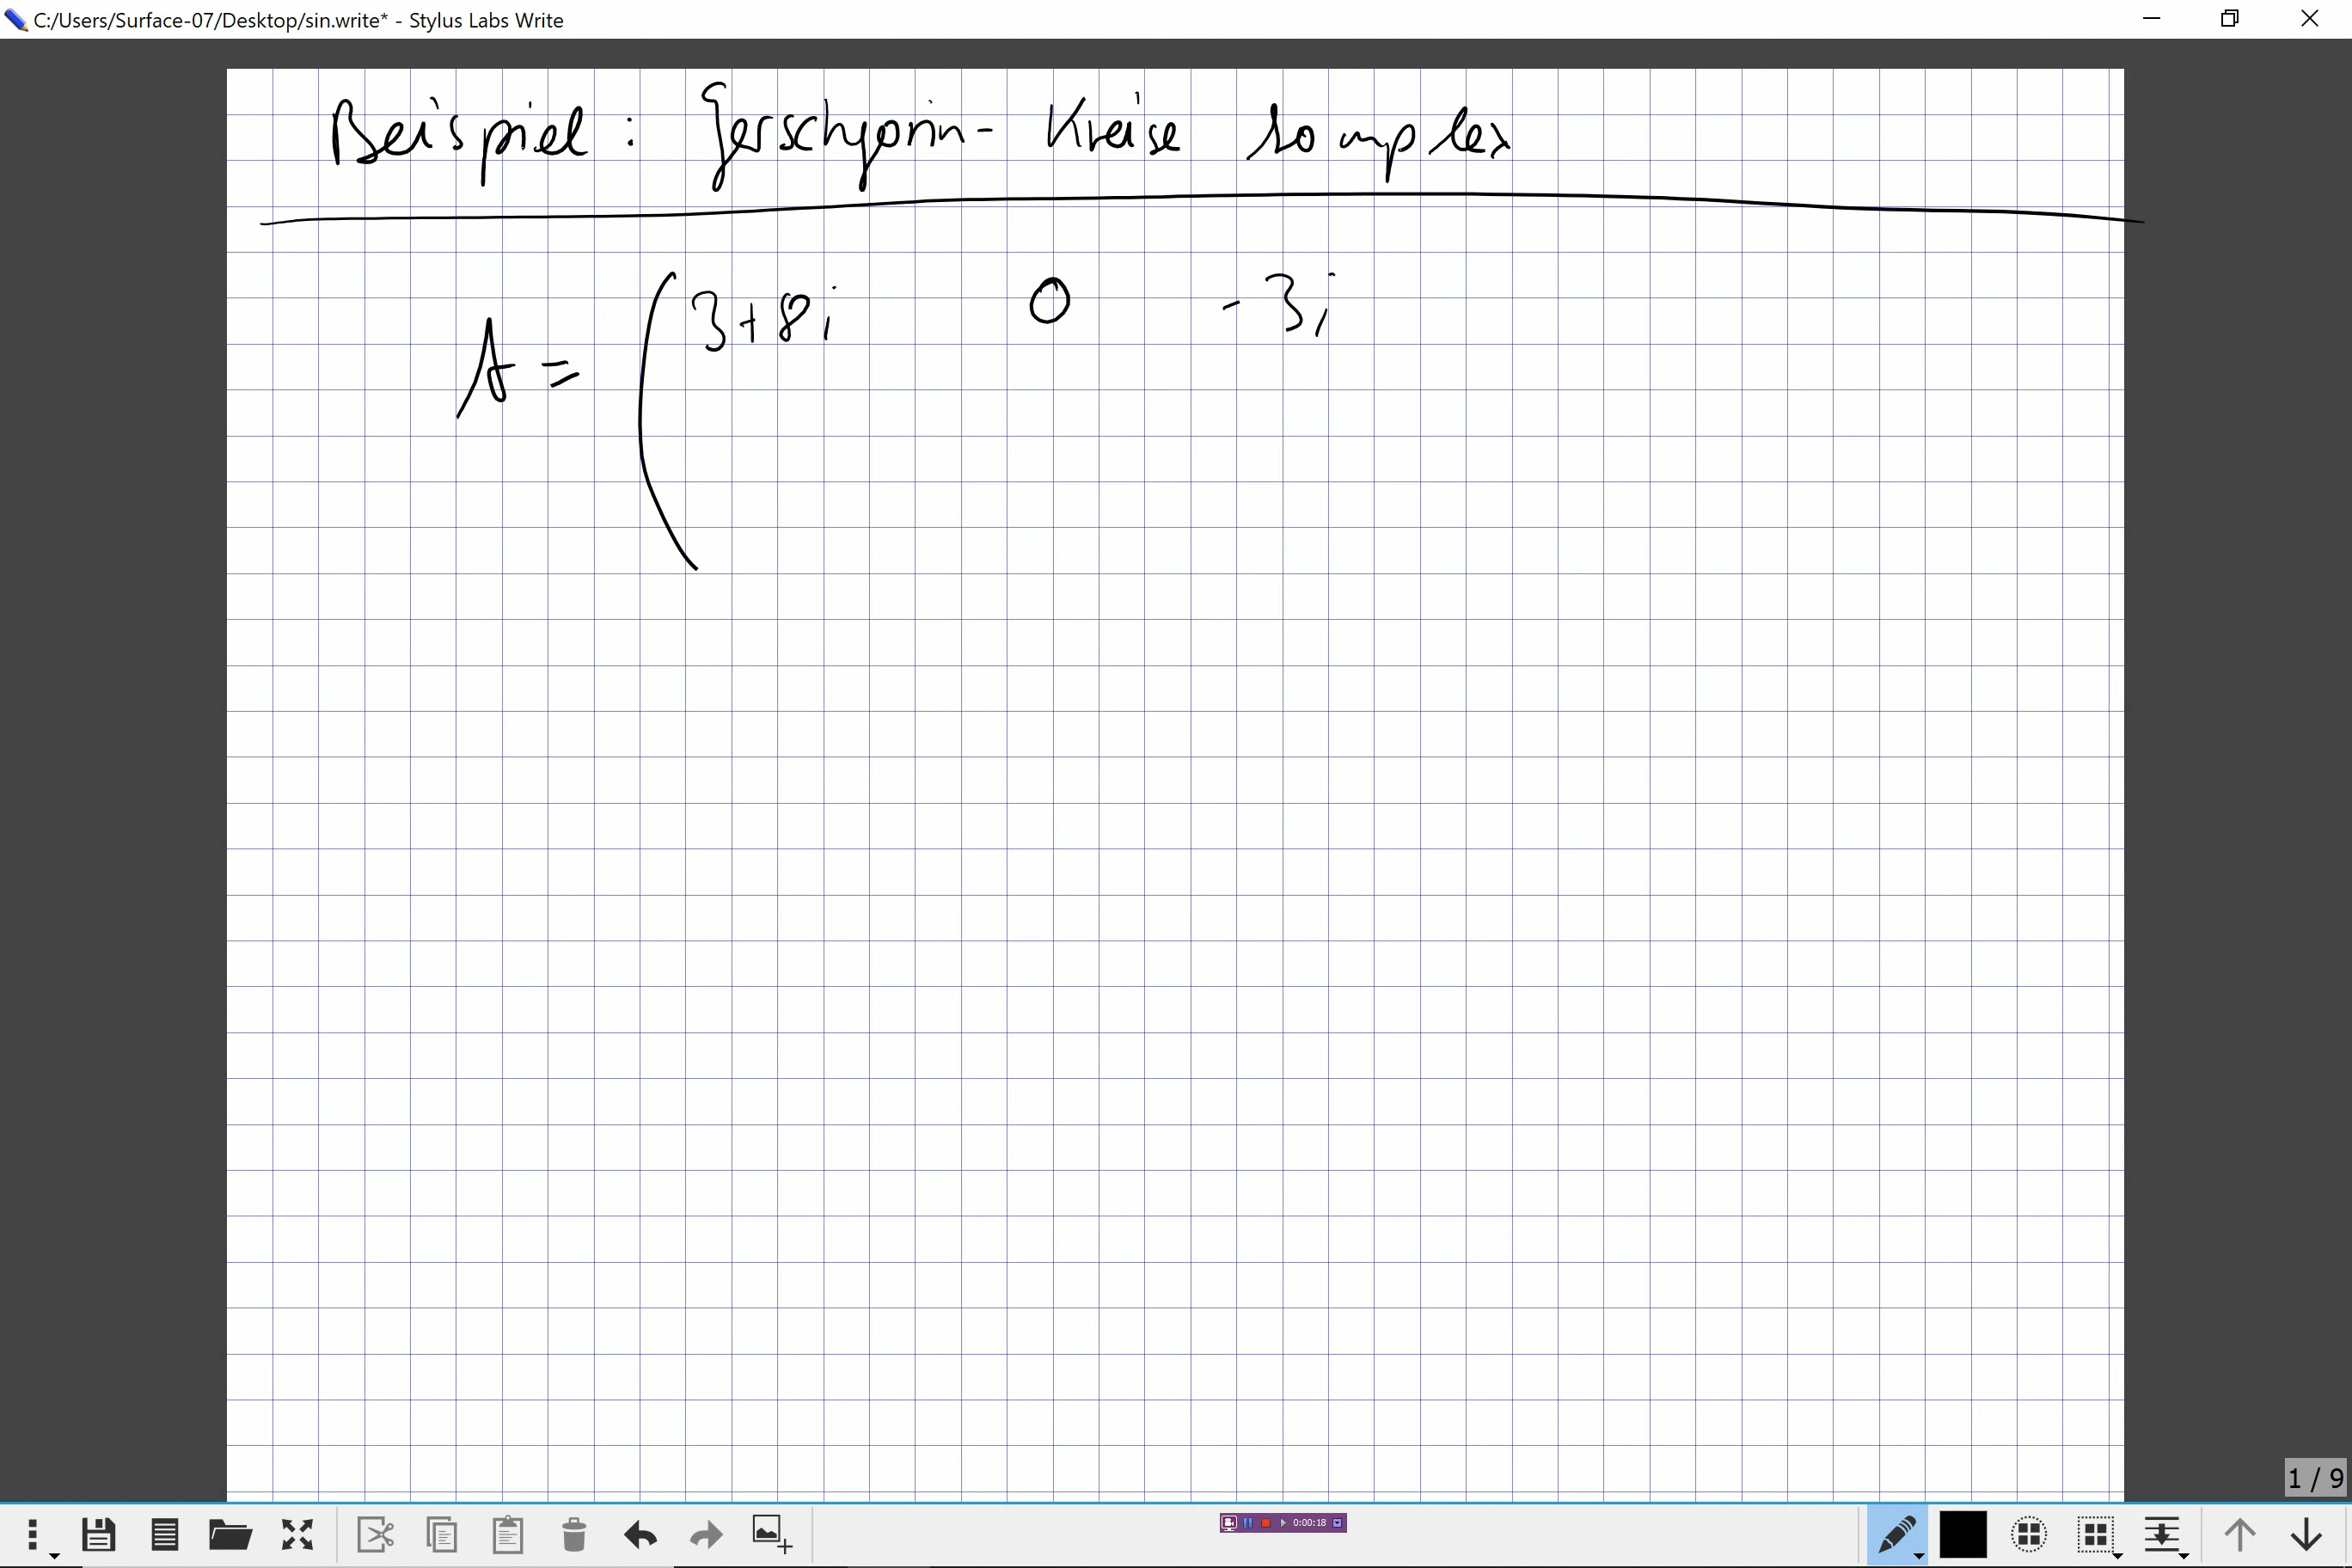 C:/Users/Surface-07/Desktop/sin.write* - Stylus Labs Write
Beispiel: Gerschgorin-Kreise komplex
A = ( 3+8i 0 -3i
1 / 9
0:00:18